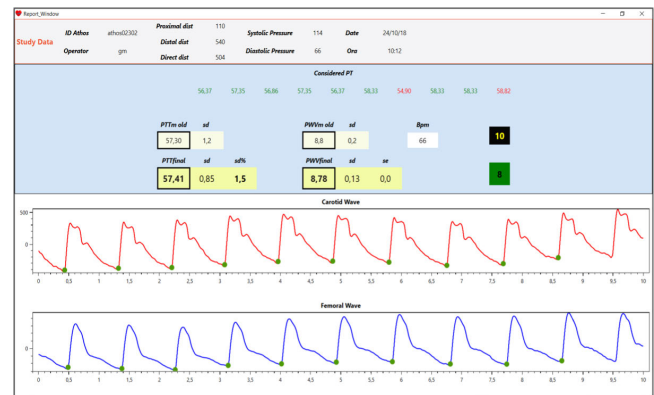 Report_Window
Proximal dist 110
ID Athos athos02302 Systolic Pressure 114 Date 24/10/18
Study Data Distal dist 540
Operator gm Diastolic Pressure 66 Ora 10:12
Direct dist 504
Considered PT
56,37 57,35 56,86 57,35 56,37 58,33 54,90 58,33 58,33 58,82
PTTm old sd PWVm old sd Bpm
57,30 1,2 8,8 0,2 66 10
PTTfinal sd sd% PWVfinal sd se
57,41 0,85 1,5 8,78 0,13 0,0 8
Carotid Wave
500
0
0 0,5 1 1,5 2 2,5 3 3,5 4 4,5 5 5,5 6 6,5 7 7,5 8 8,5 9 9,5 10
Femoral Wave
0
0 0,5 1 1,5 2 2,5 3 3,5 4 4,5 5 5,5 6 6,5 7 7,5 8 8,5 9 9,5 10